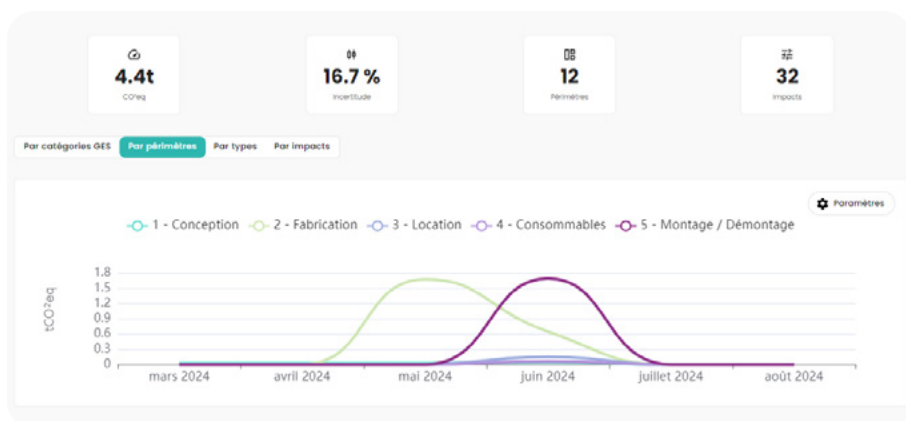 4.4t
CO²eq
16.7 %
Incertitude
12
Périmètres
32
Impacts
Par catégories GES Par périmètres Par types Par impacts
Paramètres
1 - Conception 2 - Fabrication 3 - Location 4 - Consommables 5 - Montage / Démontage
tCO²eq
1.8
1.5
1.2
0.9
0.6
0.3
0
mars 2024 avril 2024 mai 2024 juin 2024 juillet 2024 août 2024